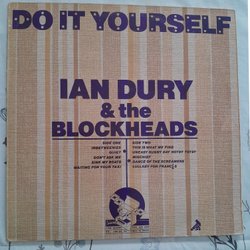 DO IT YOURSELF
IAN DURY
& the
BLOCKHEADS
SIDE ONE
INBETWEENIES
QUIET
DON'T ASK ME
SINK MY BOATS
WAITING FOR YOUR TAXI
SIDE TWO
THIS IS WHAT WE FIND
UNEASY SUNNY DAY HOTSY TOTSY
MISCHIEF
DANCE OF THE SCREAMERS
LULLABY FOR FRANCIES